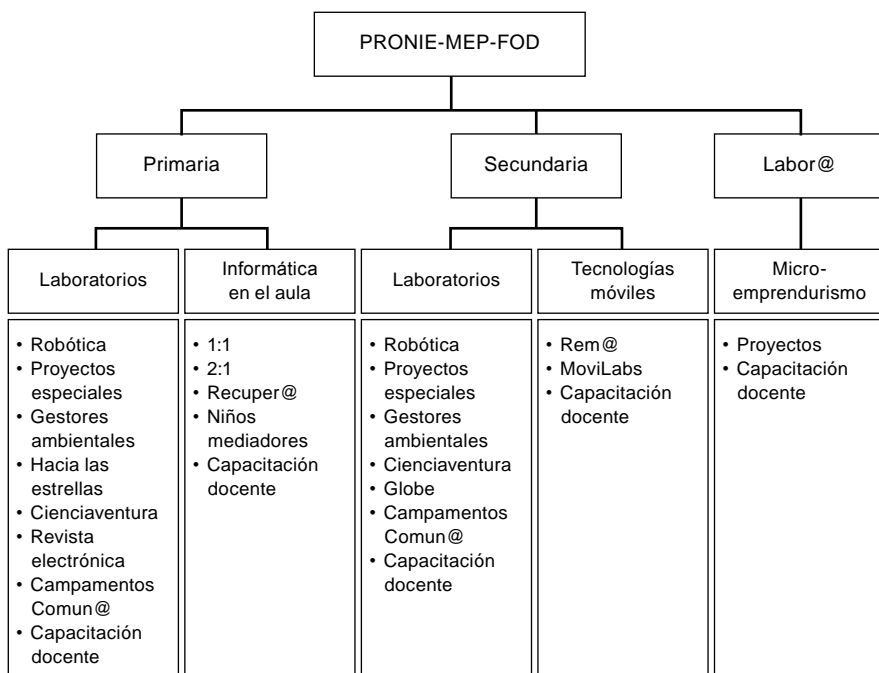 PRONIE-MEP-FOD
Primaria
Secundaria
Labor@
Laboratorios
Informática
en el aula
Laboratorios
Tecnologías
móviles
Micro-
emprendurismo
• Robótica
• Proyectos
especiales
• Gestores
ambientales
• Hacia las
estrellas
• Cienciaventura
• Revista
electrónica
• Campamentos
Comun@
• Capacitación
docente
• 1:1
• 2:1
• Recuper@
• Niños
mediadores
• Capacitación
docente
• Robótica
• Proyectos
especiales
• Gestores
ambientales
• Cienciaventura
• Globe
• Campamentos
Comun@
• Capacitación
docente
• Rem@
• MoviLabs
• Capacitación
docente
• Proyectos
• Capacitación
docente